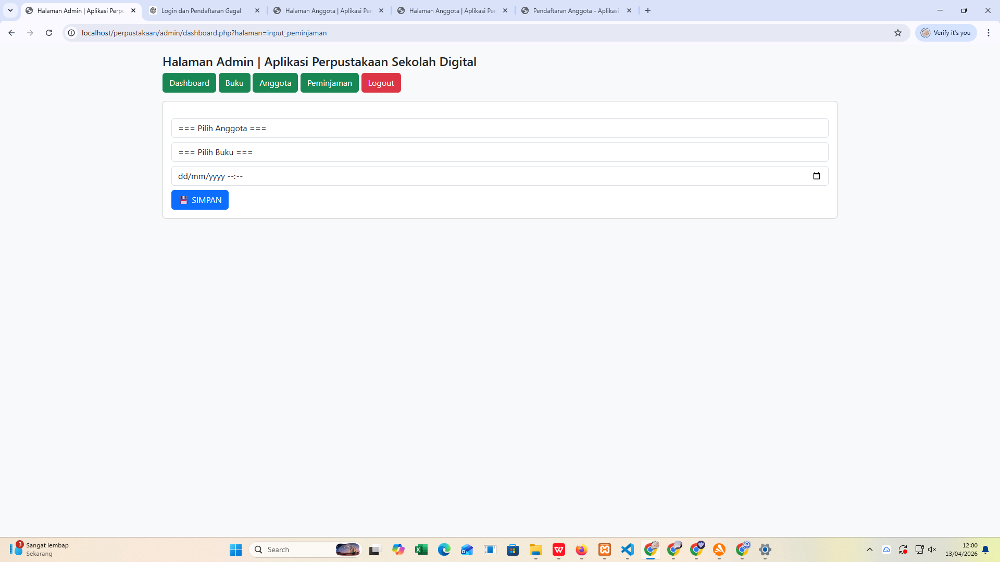 Halaman Admin | Aplikasi Perpu
Login dan Pendaftaran Gagal
Halaman Anggota | Aplikasi Per
Halaman Anggota | Aplikasi Per
Pendaftaran Anggota - Aplikasi
localhost/perpustakaan/admin/dashboard.php?halaman=input_peminjaman
Verify it's you
Halaman Admin | Aplikasi Perpustakaan Sekolah Digital
Dashboard Buku Anggota Peminjaman Logout
=== Pilih Anggota ===
=== Pilih Buku ===
dd/mm/yyyy --:--
SIMPAN
3
Sangat lembap
Sekarang
Search
12:00
13/04/2026